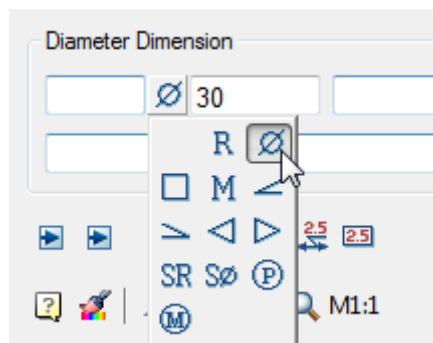 Diameter Dimension
Ø 30
R Ø
M
SR SØ P
M
2.5 2.5
M1:1